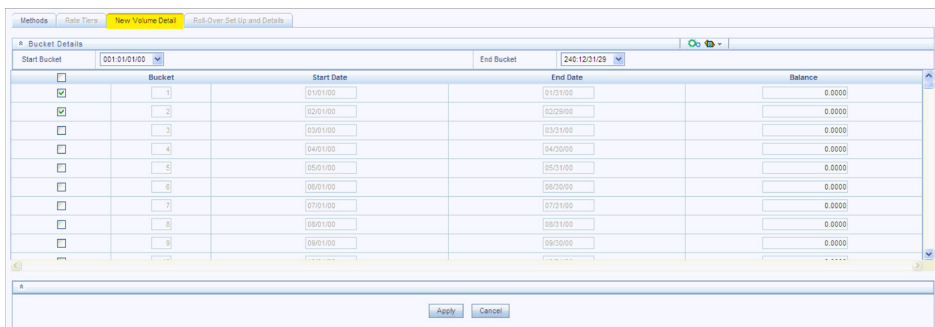 Methods Rate Tiers New Volume Detail Roll-Over Set Up and Details
Bucket Details
Start Bucket 001:01/01/00 End Bucket 240:12/31/29
Bucket Start Date End Date Balance
1 01/01/00 01/31/00 0.0000
2 02/01/00 02/29/00 0.0000
3 03/01/00 03/31/00 0.0000
4 04/01/00 04/30/00 0.0000
5 05/01/00 05/31/00 0.0000
6 06/01/00 06/30/00 0.0000
7 07/01/00 07/31/00 0.0000
8 08/01/00 08/31/00 0.0000
9 09/01/00 09/30/00 0.0000
Apply Cancel